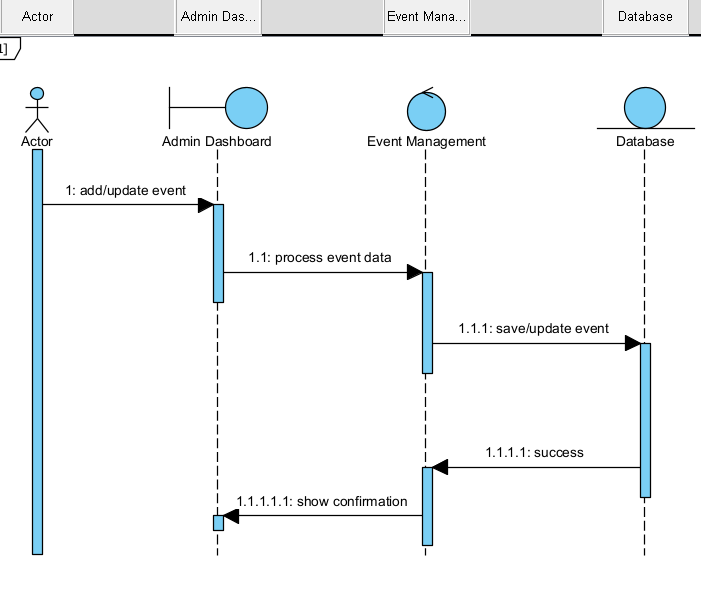 Actor
Admin Das...
Event Mana...
Database
1]
Actor
Admin Dashboard
Event Management
Database
1: add/update event
1.1: process event data
1.1.1: save/update event
1.1.1.1: success
1.1.1.1.1: show confirmation